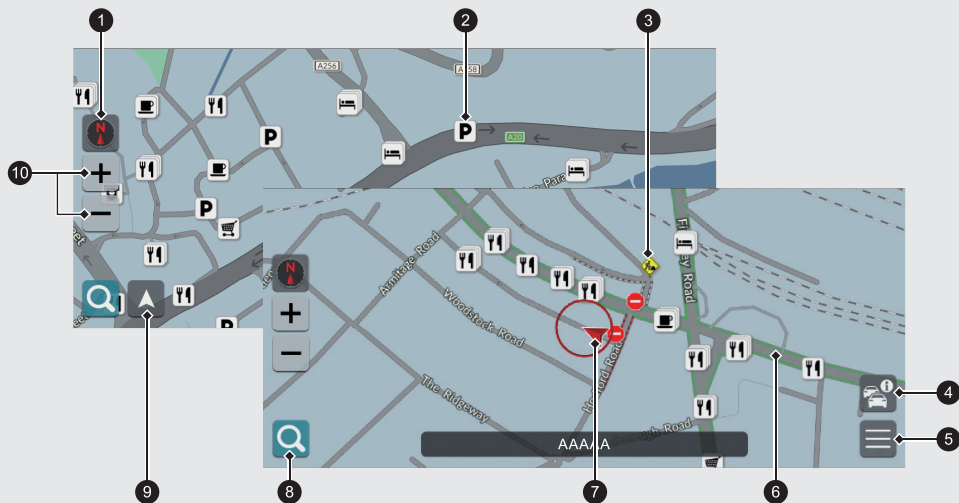 1
2
3
A256
A258
N
P
P
A20
10
+
P
−
N
Armitage Road
+
Woodstock Road
−
P
The Ridgeway
Road
AAAAA
4
5
9
8
7
6